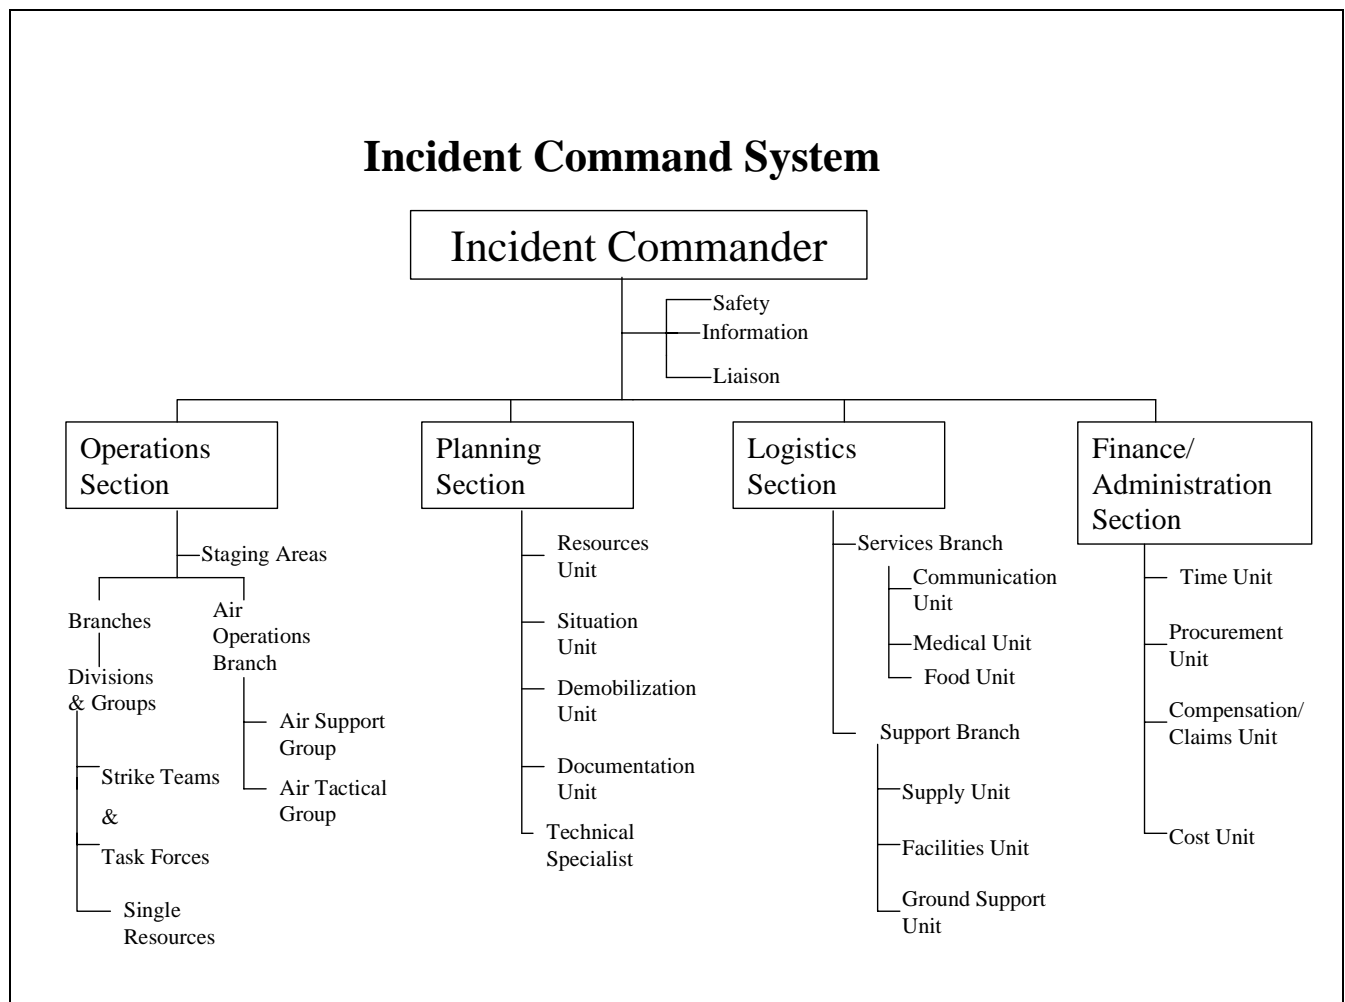 Incident Command System
Incident Commander
Safety
Information
Liaison
Operations
Section
Staging Areas
Branches
Divisions
& Groups
Strike Teams
&
Task Forces
Single
Resources
Air
Operations
Branch
Air Support
Group
Air Tactical
Group
Planning
Section
Resources
Unit
Situation
Unit
Demobilization
Unit
Documentation
Unit
Technical
Specialist
Logistics
Section
Services Branch
Communication
Unit
Medical Unit
Food Unit
Support Branch
Supply Unit
Facilities Unit
Ground Support
Unit
Finance/
Administration
Section
Time Unit
Procurement
Unit
Compensation/
Claims Unit
Cost Unit